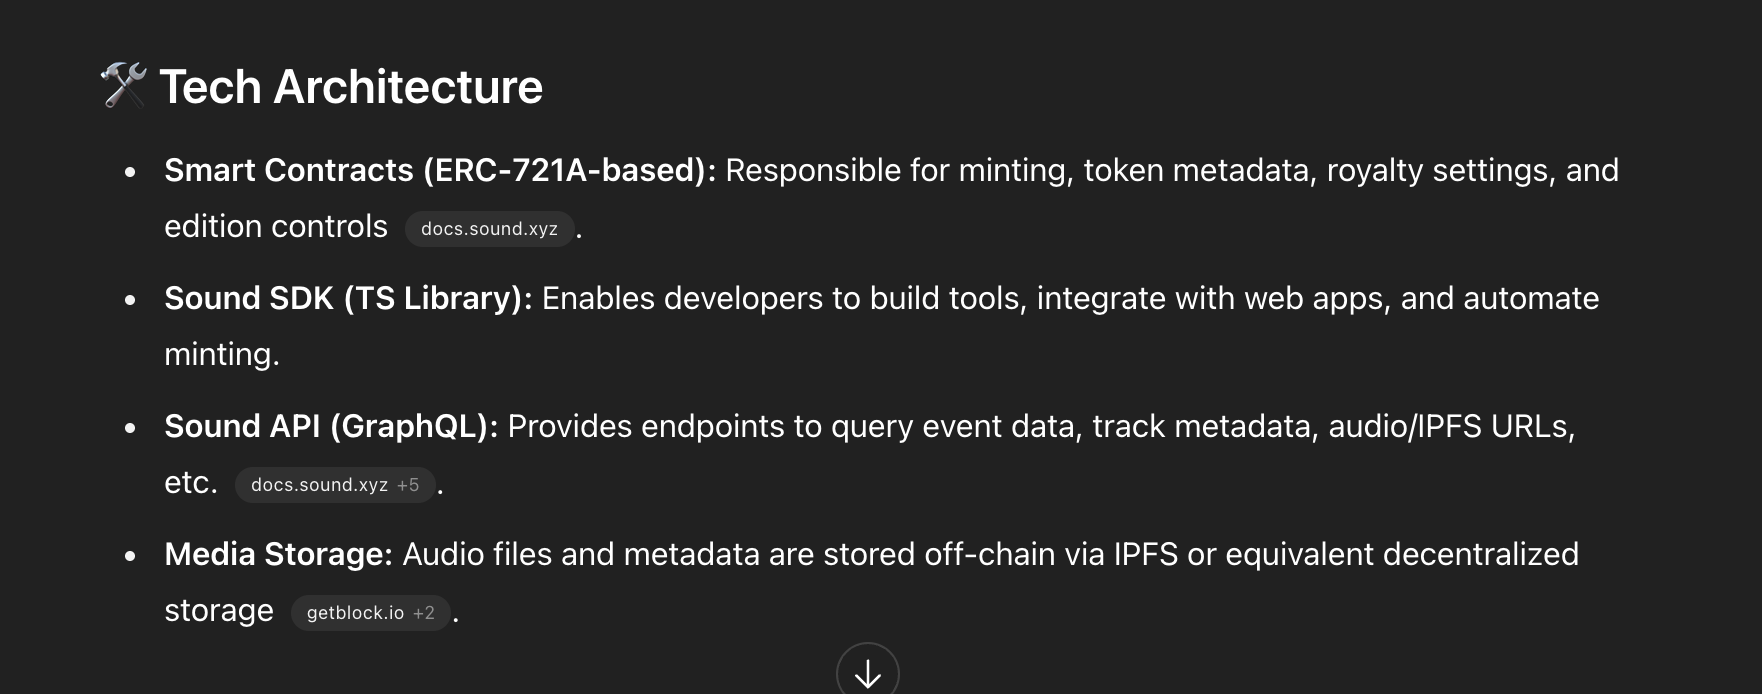 🛠 Tech Architecture
• Smart Contracts (ERC-721A-based): Responsible for minting, token metadata, royalty settings, and
edition controls docs.sound.xyz .
• Sound SDK (TS Library): Enables developers to build tools, integrate with web apps, and automate
minting.
• Sound API (GraphQL): Provides endpoints to query event data, track metadata, audio/IPFS URLs,
etc. docs.sound.xyz +5 .
• Media Storage: Audio files and metadata are stored off-chain via IPFS or equivalent decentralized
storage getblock.io +2 .